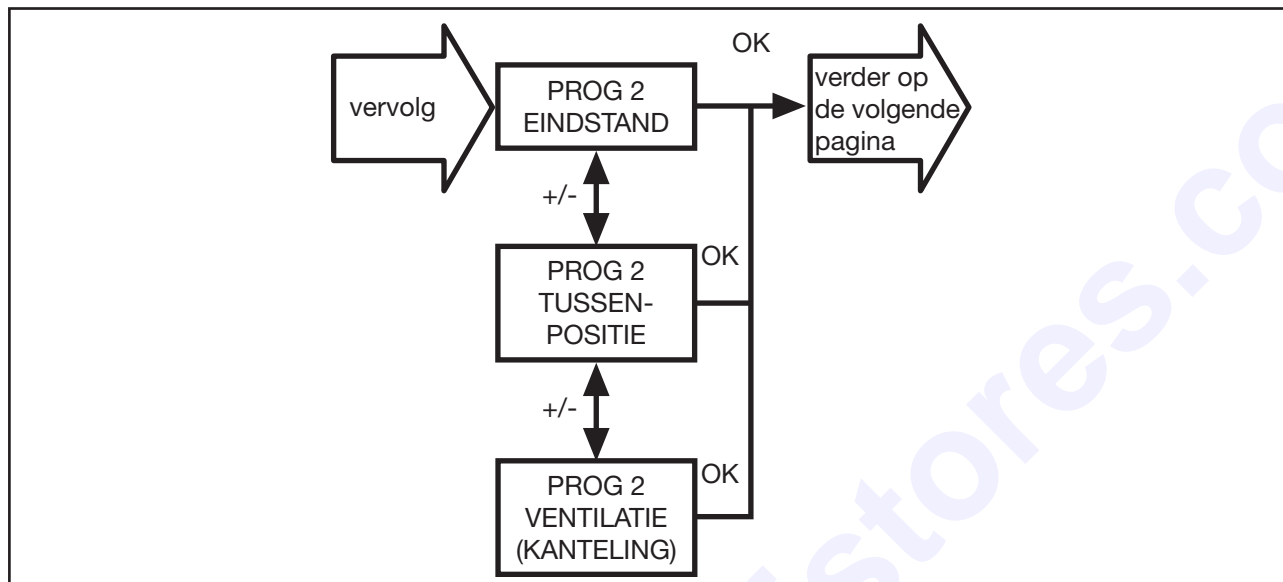 OK
vervolg
PROG 2
EINDSTAND
verder op
de volgende
pagina
+/-
PROG 2
TUSSEN-
POSITIE
OK
+/-
PROG 2
VENTILATIE
(KANTELING)
OK